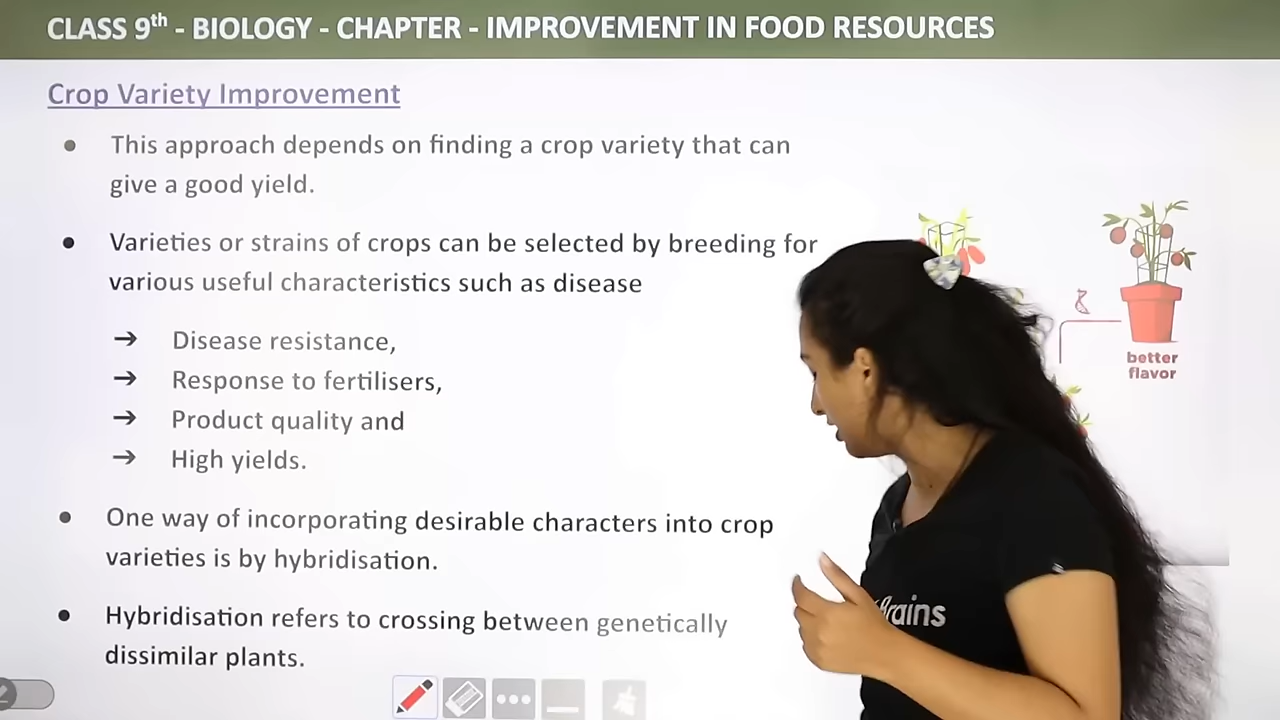 CLASS 9th - BIOLOGY - CHAPTER - IMPROVEMENT IN FOOD RESOURCES
Crop Variety Improvement
● This approach depends on finding a crop variety that can
give a good yield.
● Varieties or strains of crops can be selected by breeding for
various useful characteristics such as disease
➔ Disease resistance,
➔ Response to fertilisers,
➔ Product quality and
➔ High yields.
● One way of incorporating desirable characters into crop
varieties is by hybridisation.
● Hybridisation refers to crossing between genetically
dissimilar plants.
better
flavor
Brains